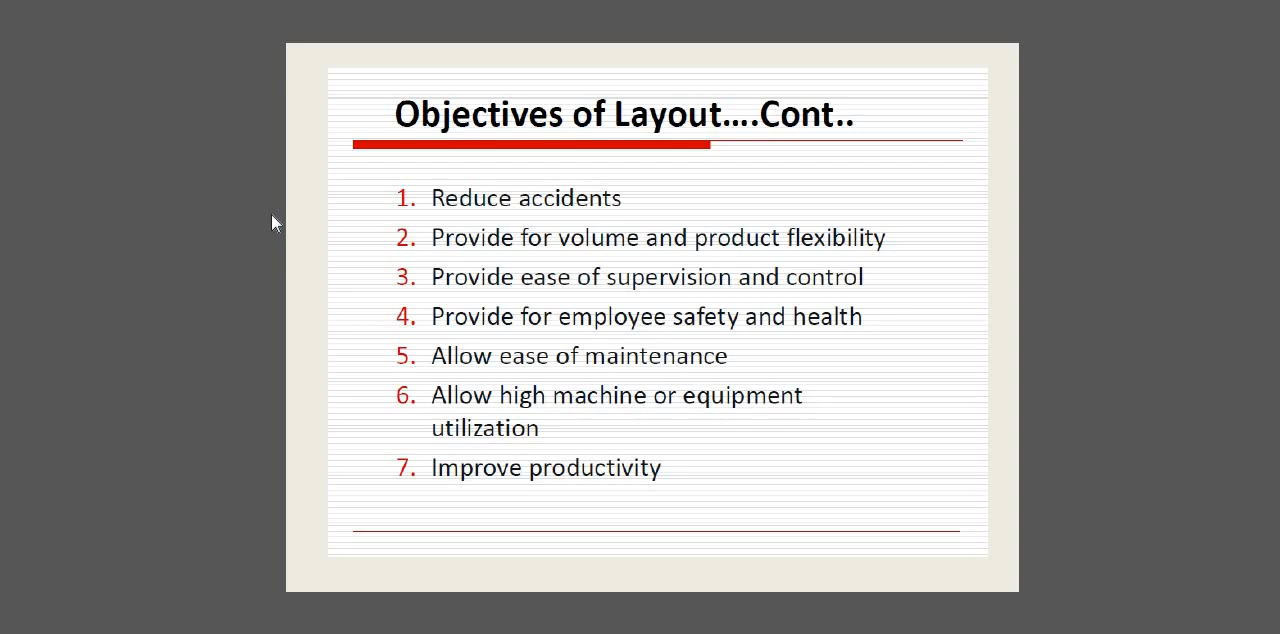 Objectives of Layout....Cont..
1. Reduce accidents
2. Provide for volume and product flexibility
3. Provide ease of supervision and control
4. Provide for employee safety and health
5. Allow ease of maintenance
6. Allow high machine or equipment
utilization
7. Improve productivity